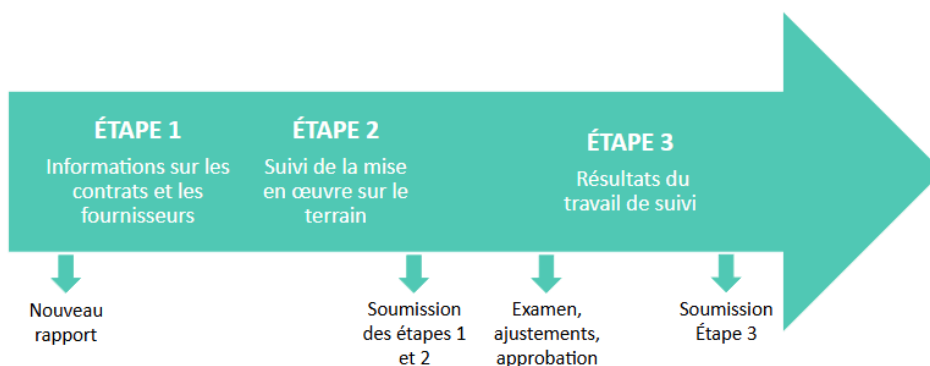 ÉTAPE 1
Informations sur les
contrats et les
fournisseurs
ÉTAPE 2
Suivi de la mise
en œuvre sur le
terrain
ÉTAPE 3
Résultats du
travail de suivi
Nouveau
rapport
Soumission
des étapes 1
et 2
Examen,
ajustements,
approbation
Soumission
Étape 3